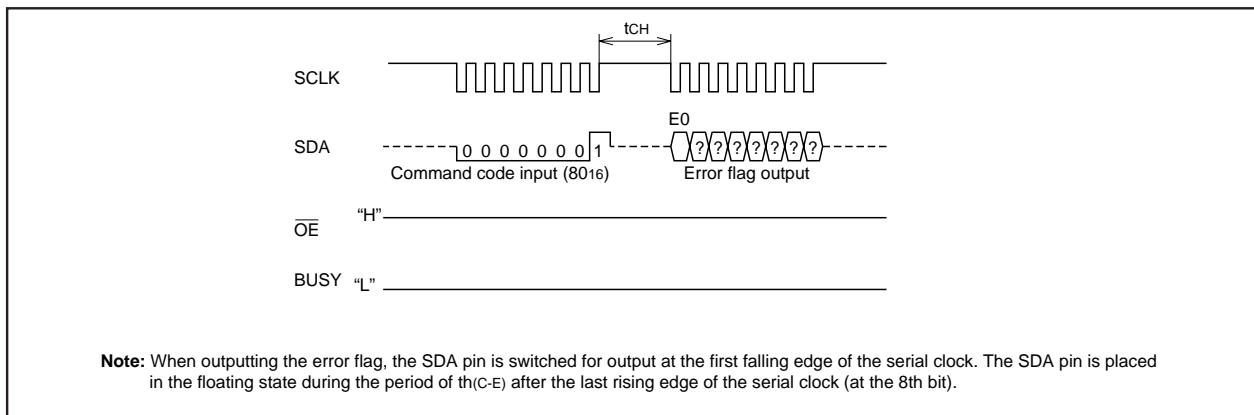 tCH
SCLK
E0
SDA 0 0 0 0 0 0 0 1 ? ? ? ? ? ? ?
Command code input (8016) Error flag output
OE "H"
BUSY "L"
Note: When outputting the error flag, the SDA pin is switched for output at the first falling edge of the serial clock. The SDA pin is placed
in the floating state during the period of th(C-E) after the last rising edge of the serial clock (at the 8th bit).